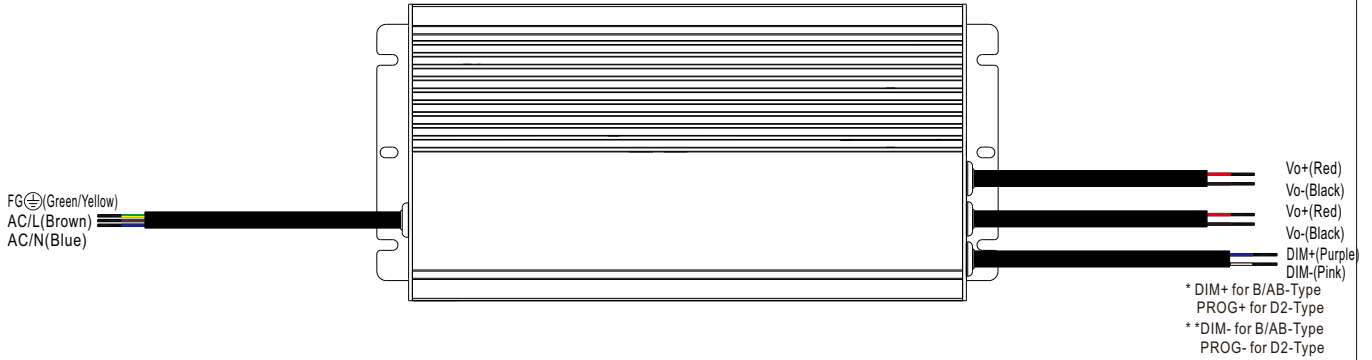 FG⏚(Green/Yellow)
AC/L(Brown)
AC/N(Blue)
Vo+(Red)
Vo-(Black)
Vo+(Red)
Vo-(Black)
DIM+(Purple)
DIM-(Pink)
* DIM+ for B/AB-Type
PROG+ for D2-Type
* *DIM- for B/AB-Type
PROG- for D2-Type